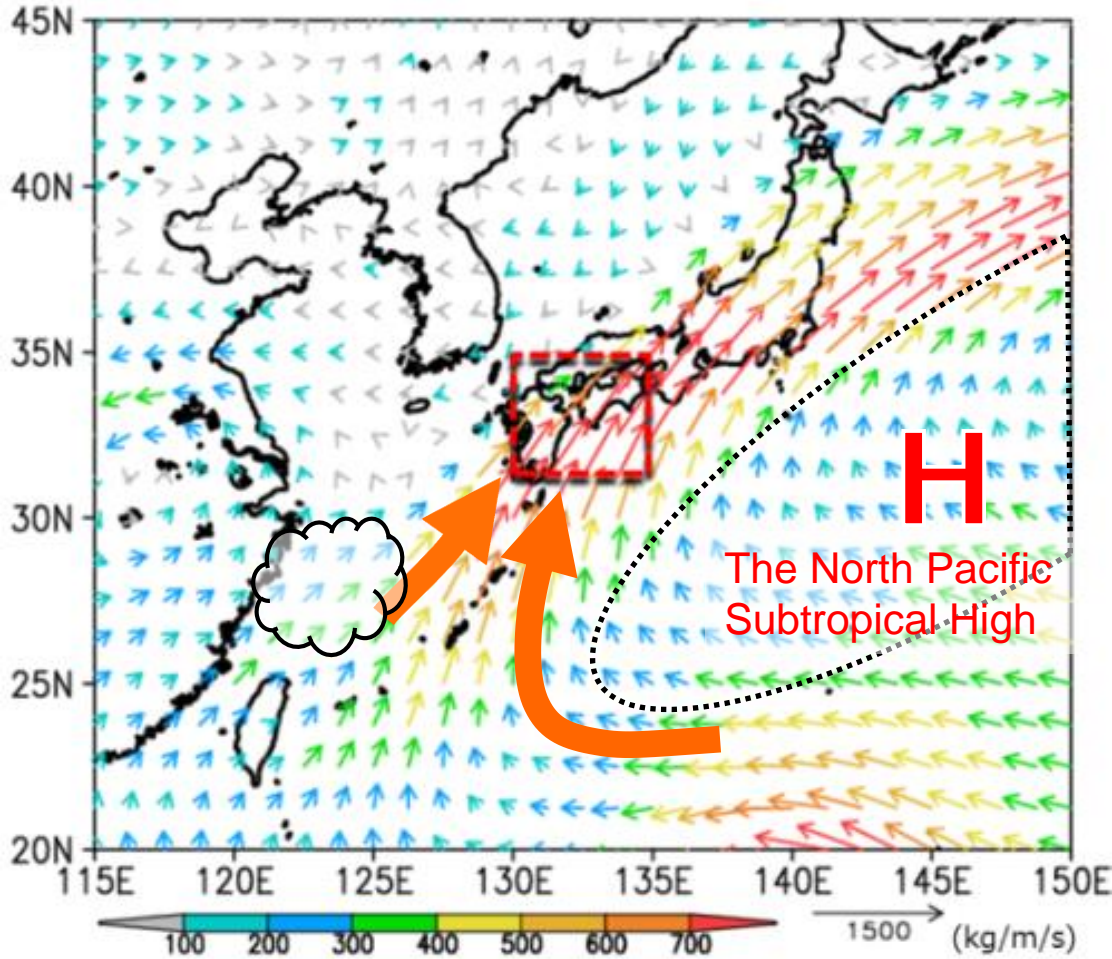 45N
40N
35N
30N
25N
20N
H
The North Pacific
Subtropical High
115E 120E 125E 130E 135E 140E 145E 150E
100 200 300 400 500 600 700
1500 (kg/m/s)